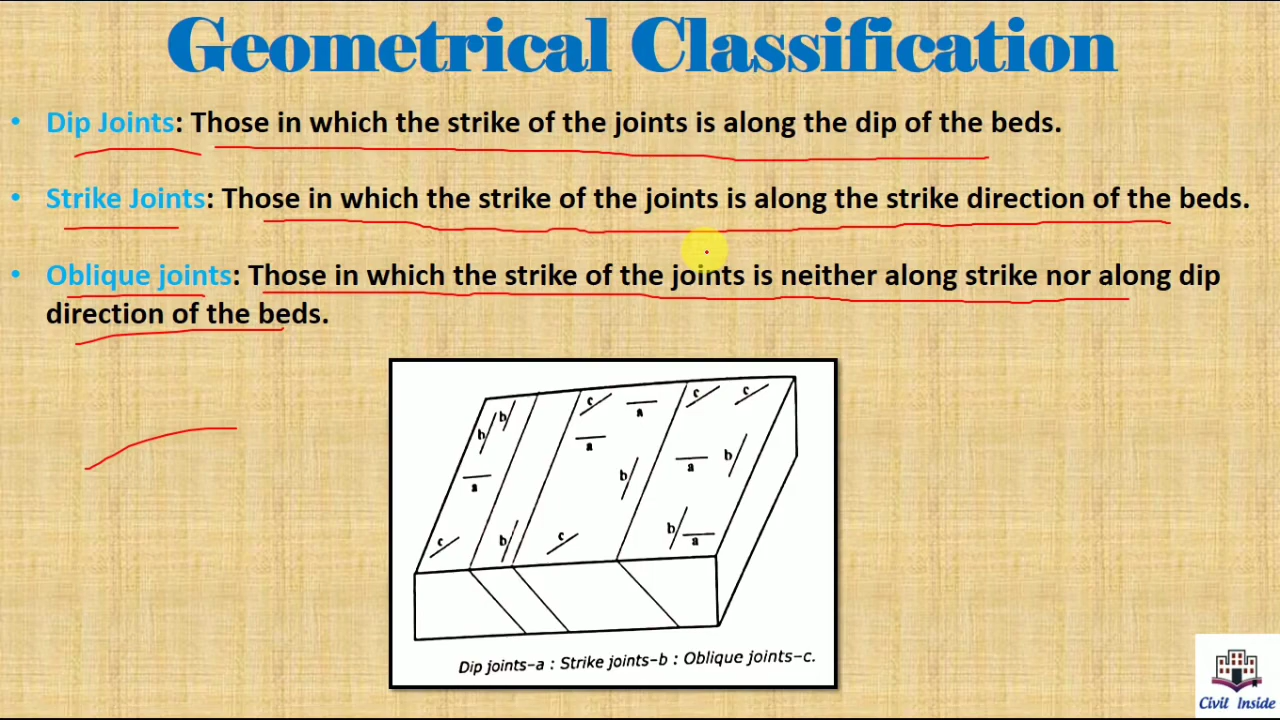 Geometrical Classification
• Dip Joints: Those in which the strike of the joints is along the dip of the beds.
• Strike Joints: Those in which the strike of the joints is along the strike direction of the beds.
• Oblique joints: Those in which the strike of the joints is neither along strike nor along dip
direction of the beds.
c a c c
b b
a b a b
a b
c b c b a
Dip joints–a : Strike joints–b : Oblique joints–c.
Civil Inside